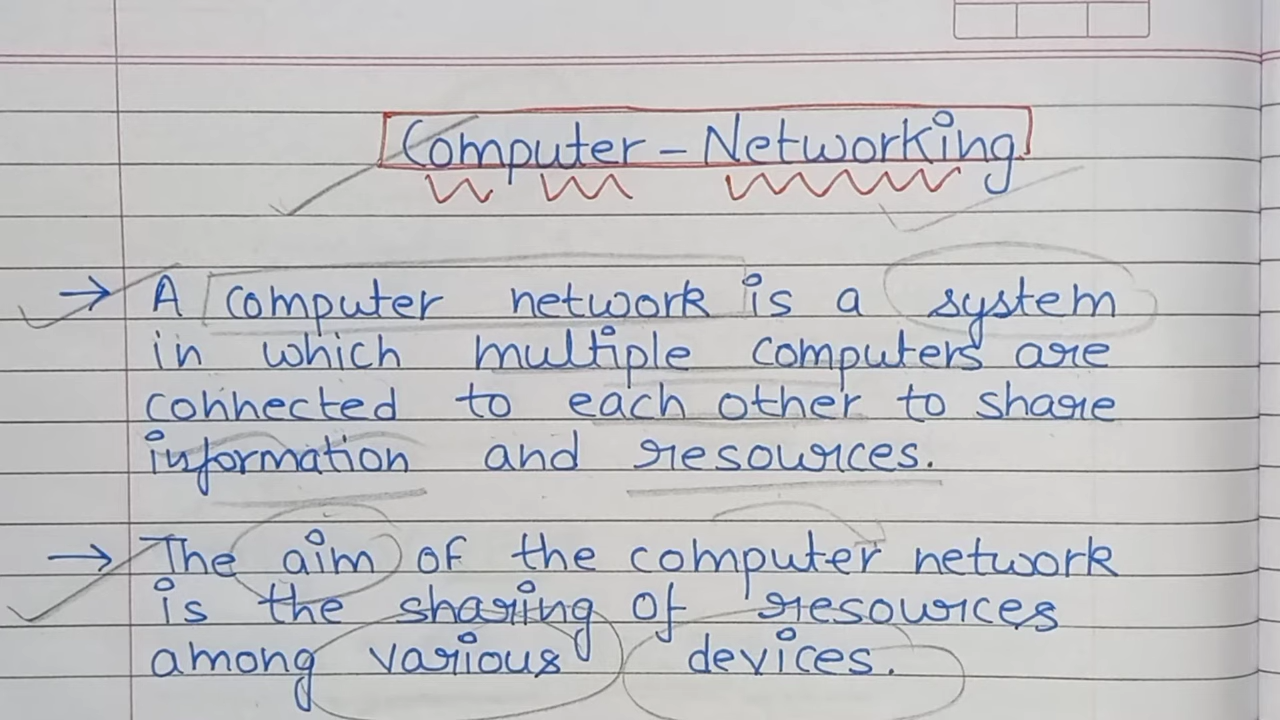 Computer - Networking
→ A computer network is a system
in which multiple computers are
connected to each other to share
information and resources.
→ The aim of the computer network
is the sharing of resources
among various devices.